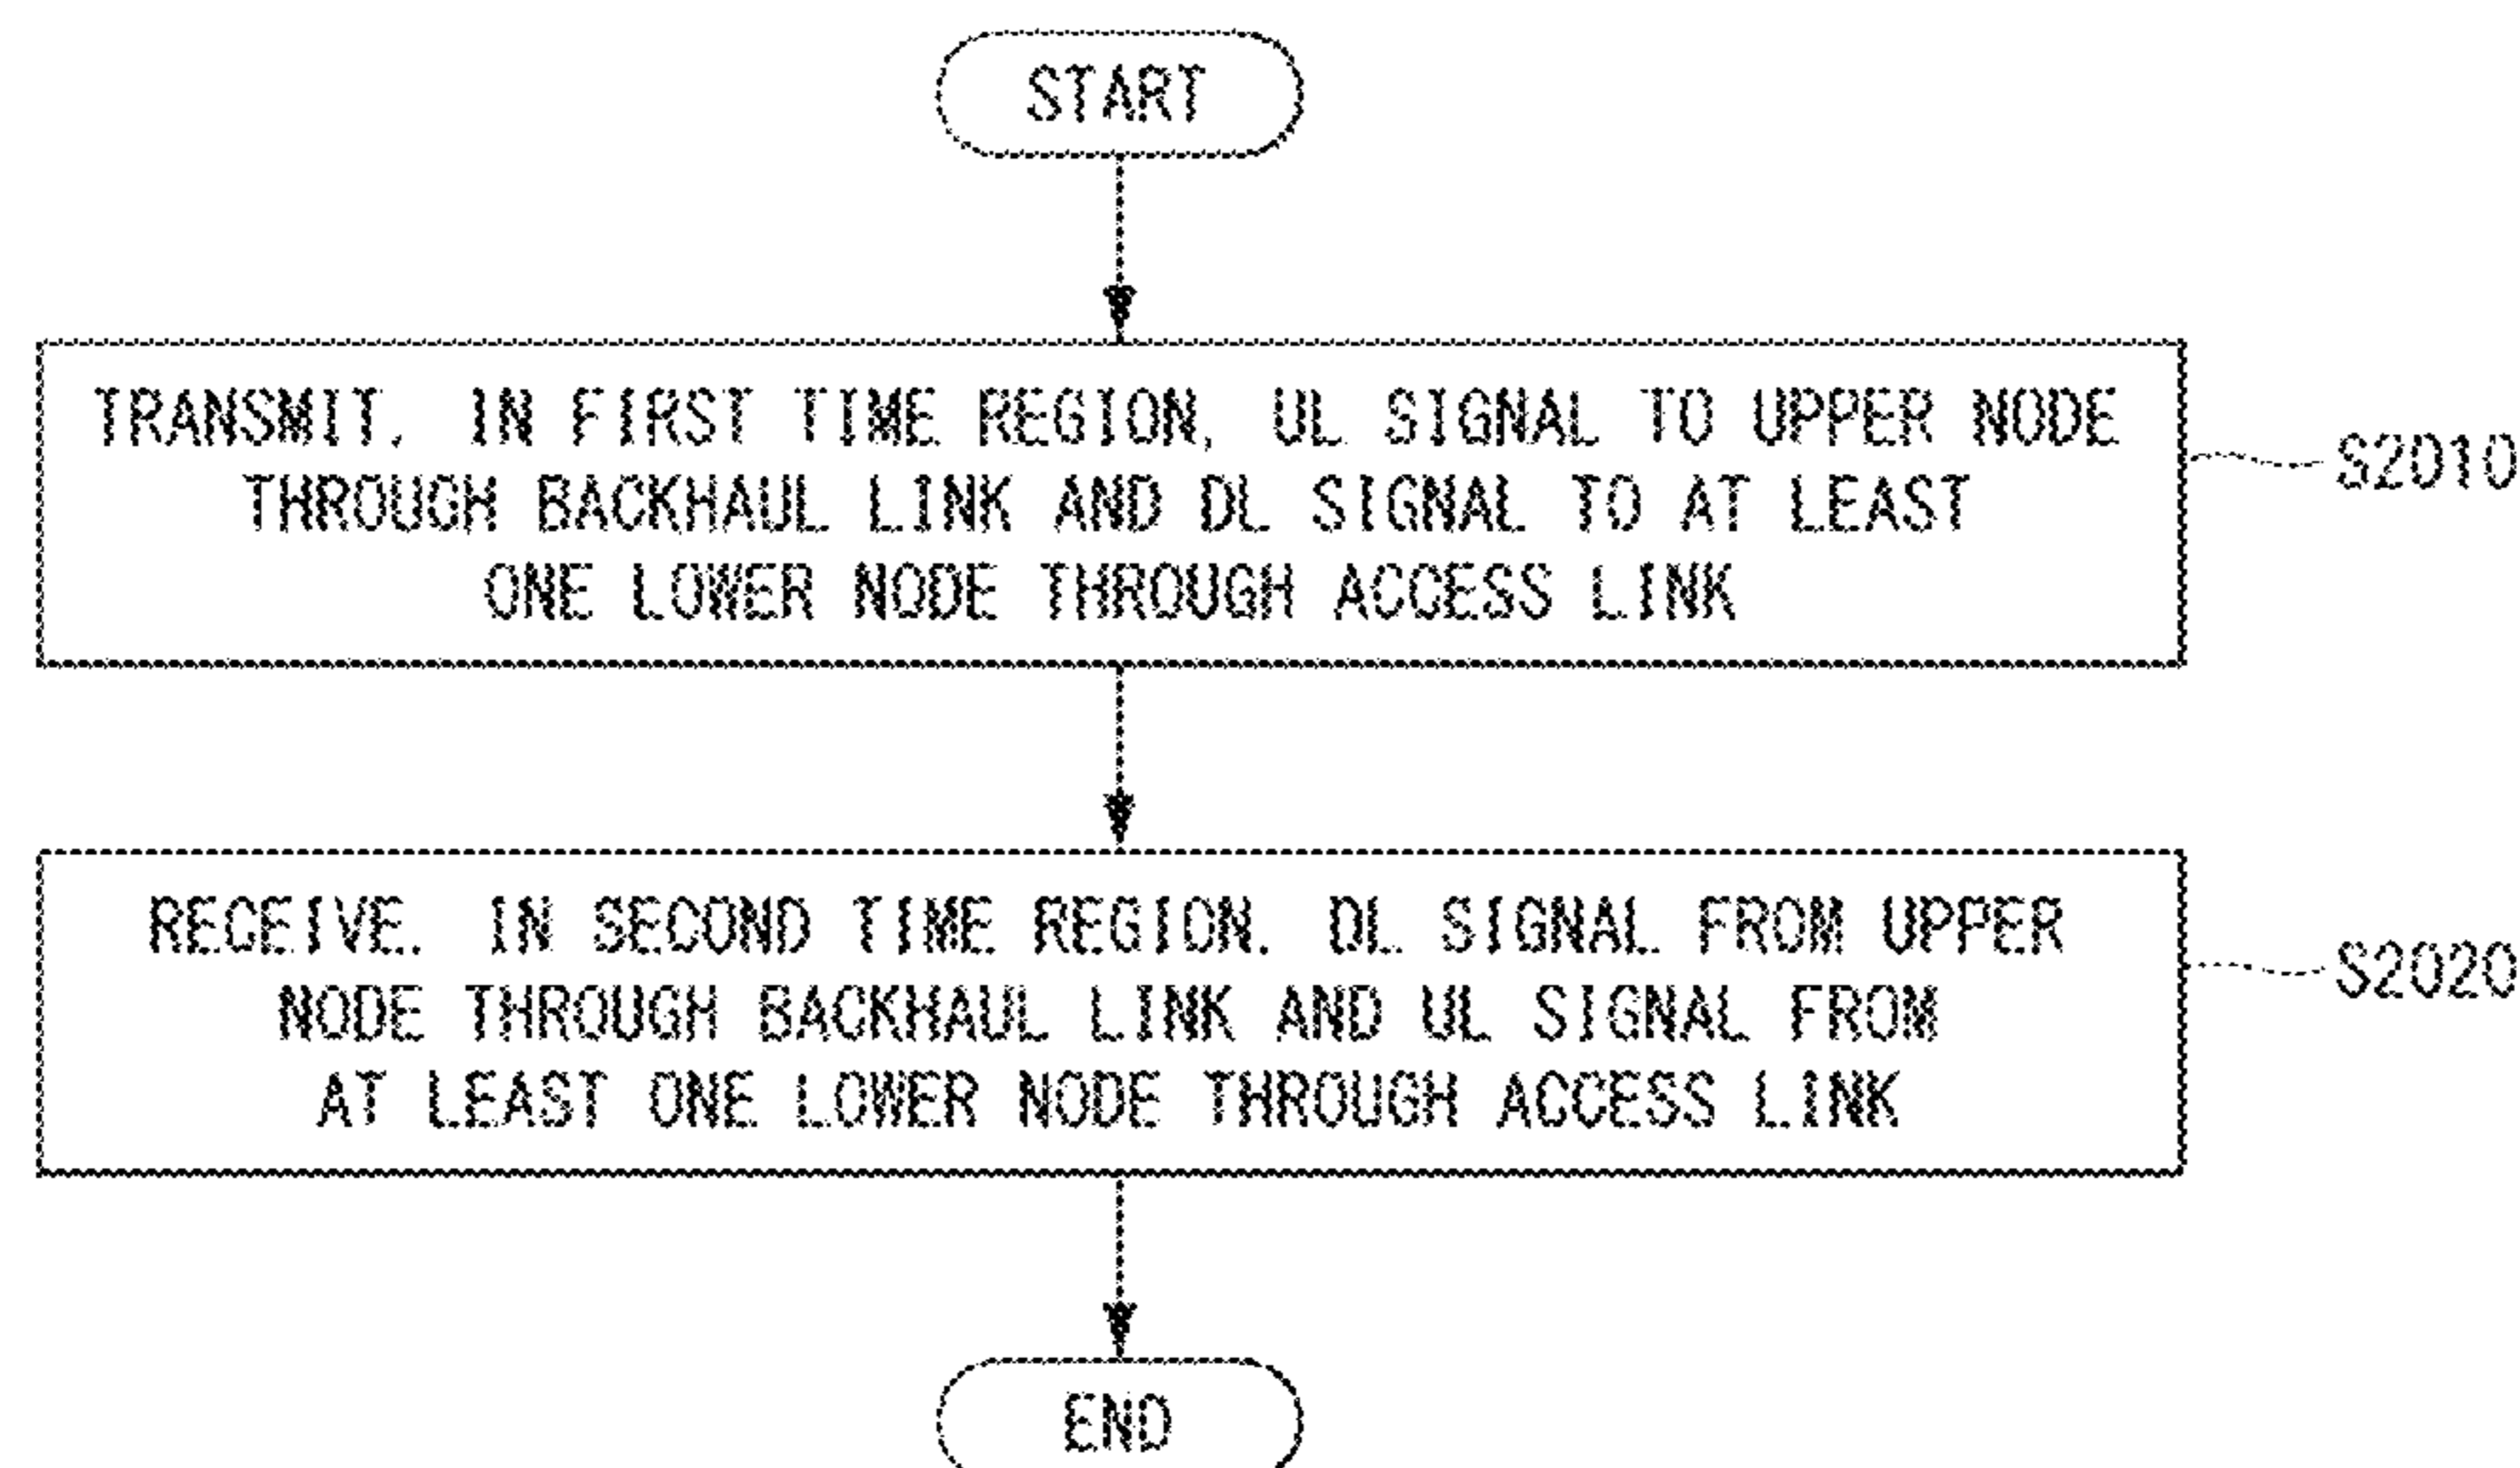 START
TRANSMIT, IN FIRST TIME REGION, UL SIGNAL TO UPPER NODE
THROUGH BACKHAUL LINK AND DL SIGNAL TO AT LEAST
ONE LOWER NODE THROUGH ACCESS LINK
S2010
RECEIVE, IN SECOND TIME REGION, DL SIGNAL FROM UPPER
NODE THROUGH BACKHAUL LINK AND UL SIGNAL FROM
AT LEAST ONE LOWER NODE THROUGH ACCESS LINK
S2020
END